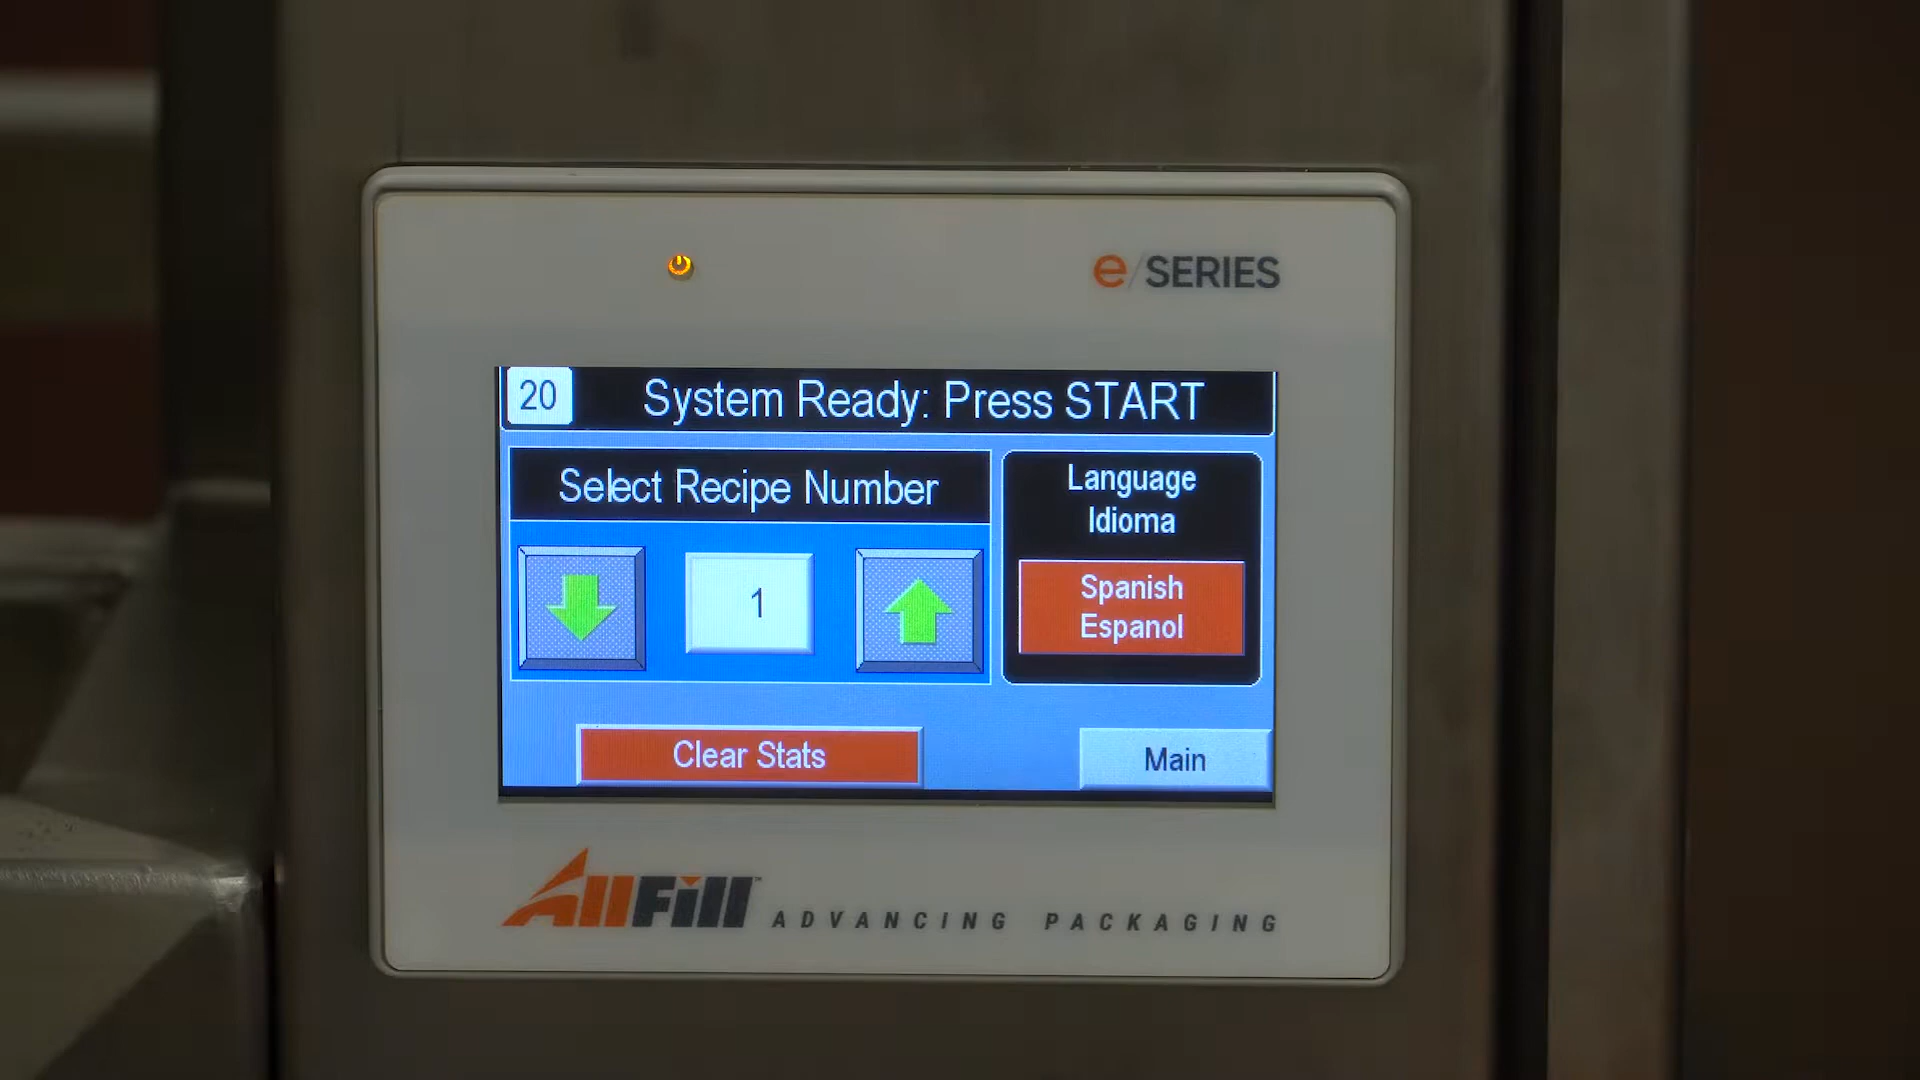 e/SERIES
20
System Ready: Press START
Select Recipe Number
1
Language
Idioma
Spanish
Espanol
Clear Stats
Main
AllFill™ ADVANCING PACKAGING